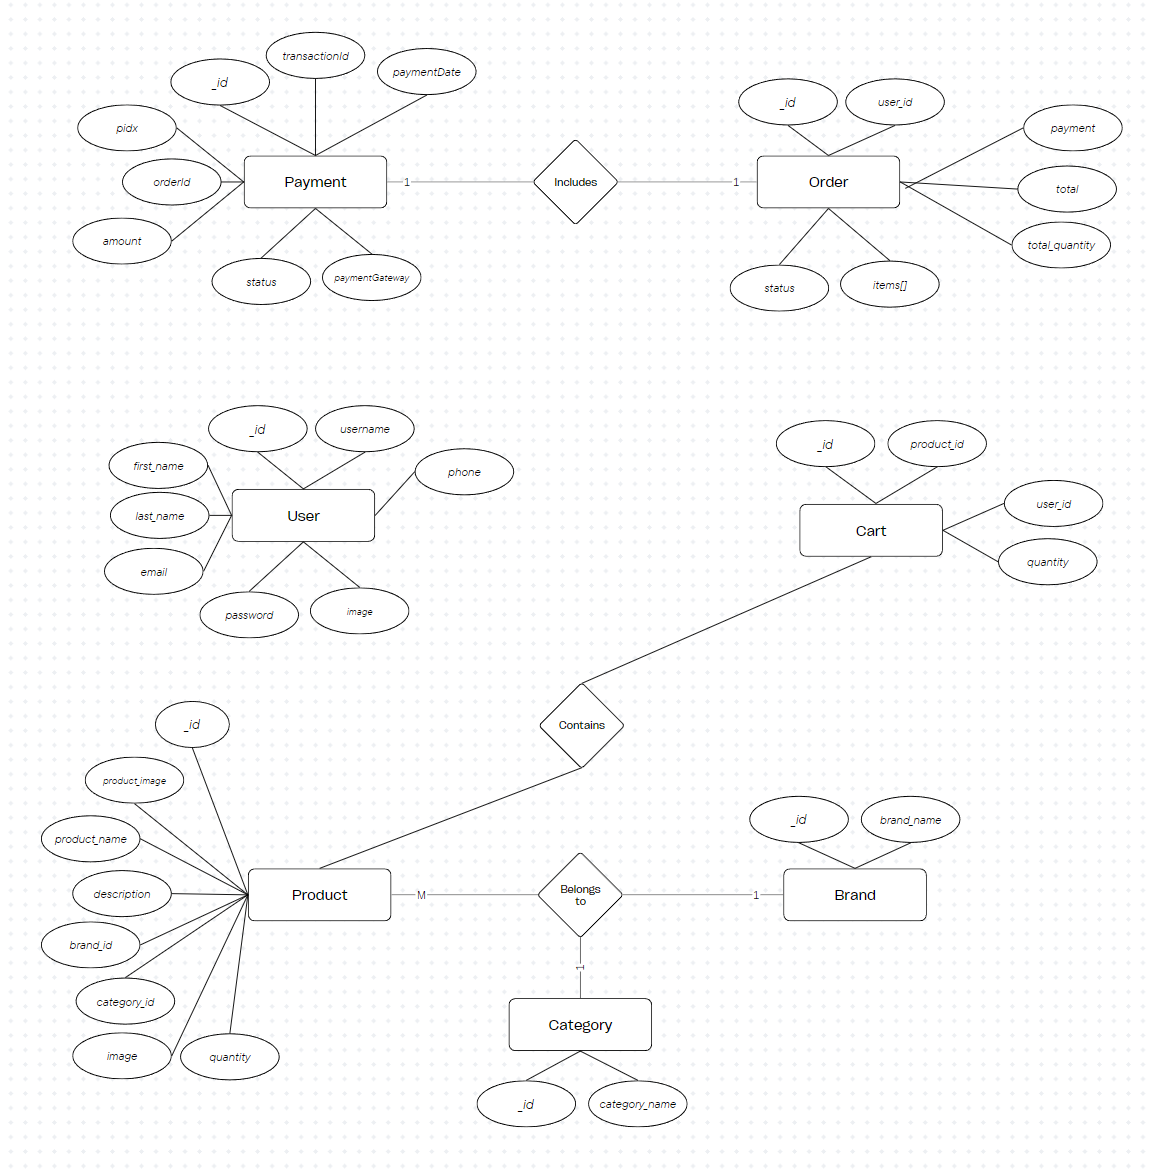 transactionId
_id
paymentDate
pidx
orderId
amount
Payment
status
paymentGateway
1
Includes
1
_id
user_id
payment
total
total_quantity
Order
status
items[]
_id
username
first_name
last_name
email
phone
User
password
image
_id
product_id
user_id
quantity
Cart
Contains
_id
product_image
product_name
description
brand_id
category_id
image
quantity
Product
M
Belongs
to
1
_id
brand_name
Brand
1
Category
_id
category_name